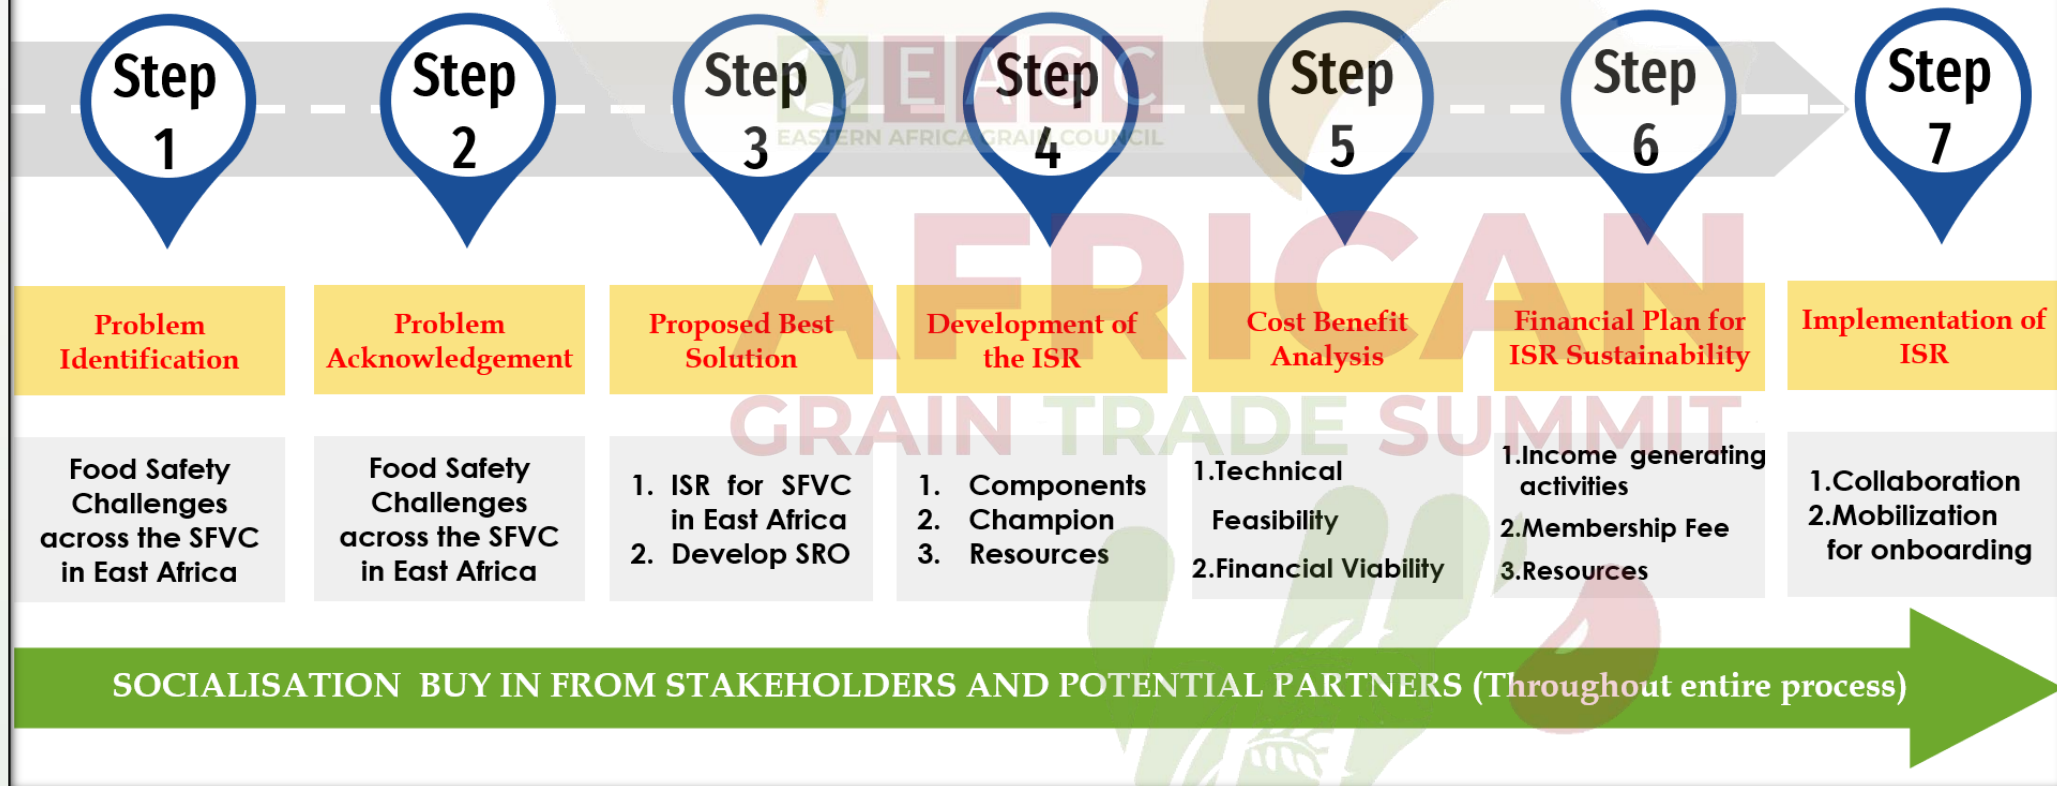 Step
1
Step
2
Step
3
Step
4
Step
5
Step
6
Step
7
EAGC
EASTERN AFRICA GRAIN COUNCIL
AFRICAN
GRAIN TRADE SUMMIT
Problem
Identification
Problem
Acknowledgement
Proposed Best
Solution
Development of
the ISR
Cost Benefit
Analysis
Financial Plan for
ISR Sustainability
Implementation of
ISR
Food Safety
Challenges
across the SFVC
in East Africa
Food Safety
Challenges
across the SFVC
in East Africa
1. ISR for SFVC
in East Africa
2. Develop SRO
1. Components
2. Champion
3. Resources
1.Technical
Feasibility
2.Financial Viability
1.Income generating
activities
2.Membership Fee
3.Resources
1.Collaboration
2.Mobilization
for onboarding
SOCIALISATION BUY IN FROM STAKEHOLDERS AND POTENTIAL PARTNERS (Throughout entire process)